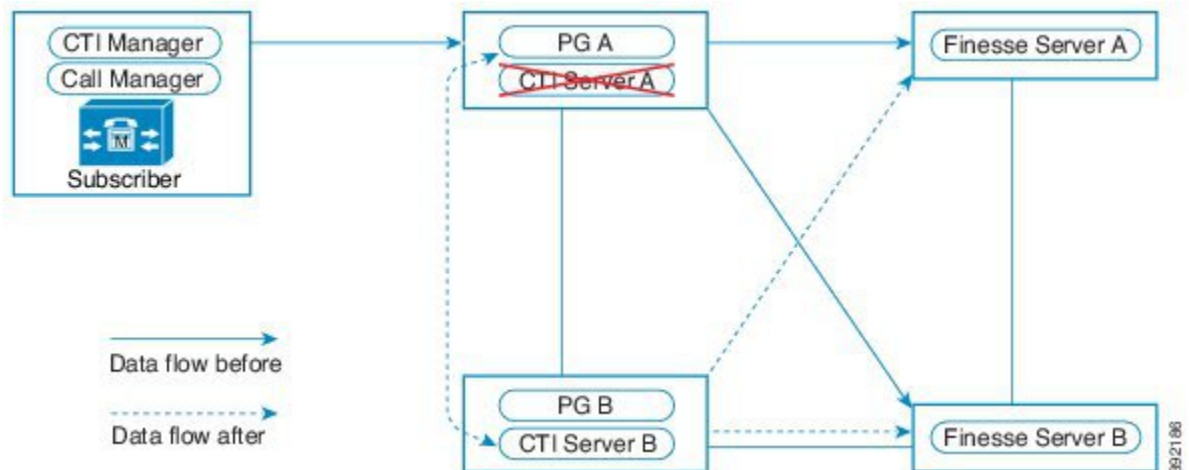 CTI Manager
Call Manager
M
Subscriber
PG A
CTI Server A
Finesse Server A
Data flow before
Data flow after
PG B
CTI Server B
Finesse Server B
392186